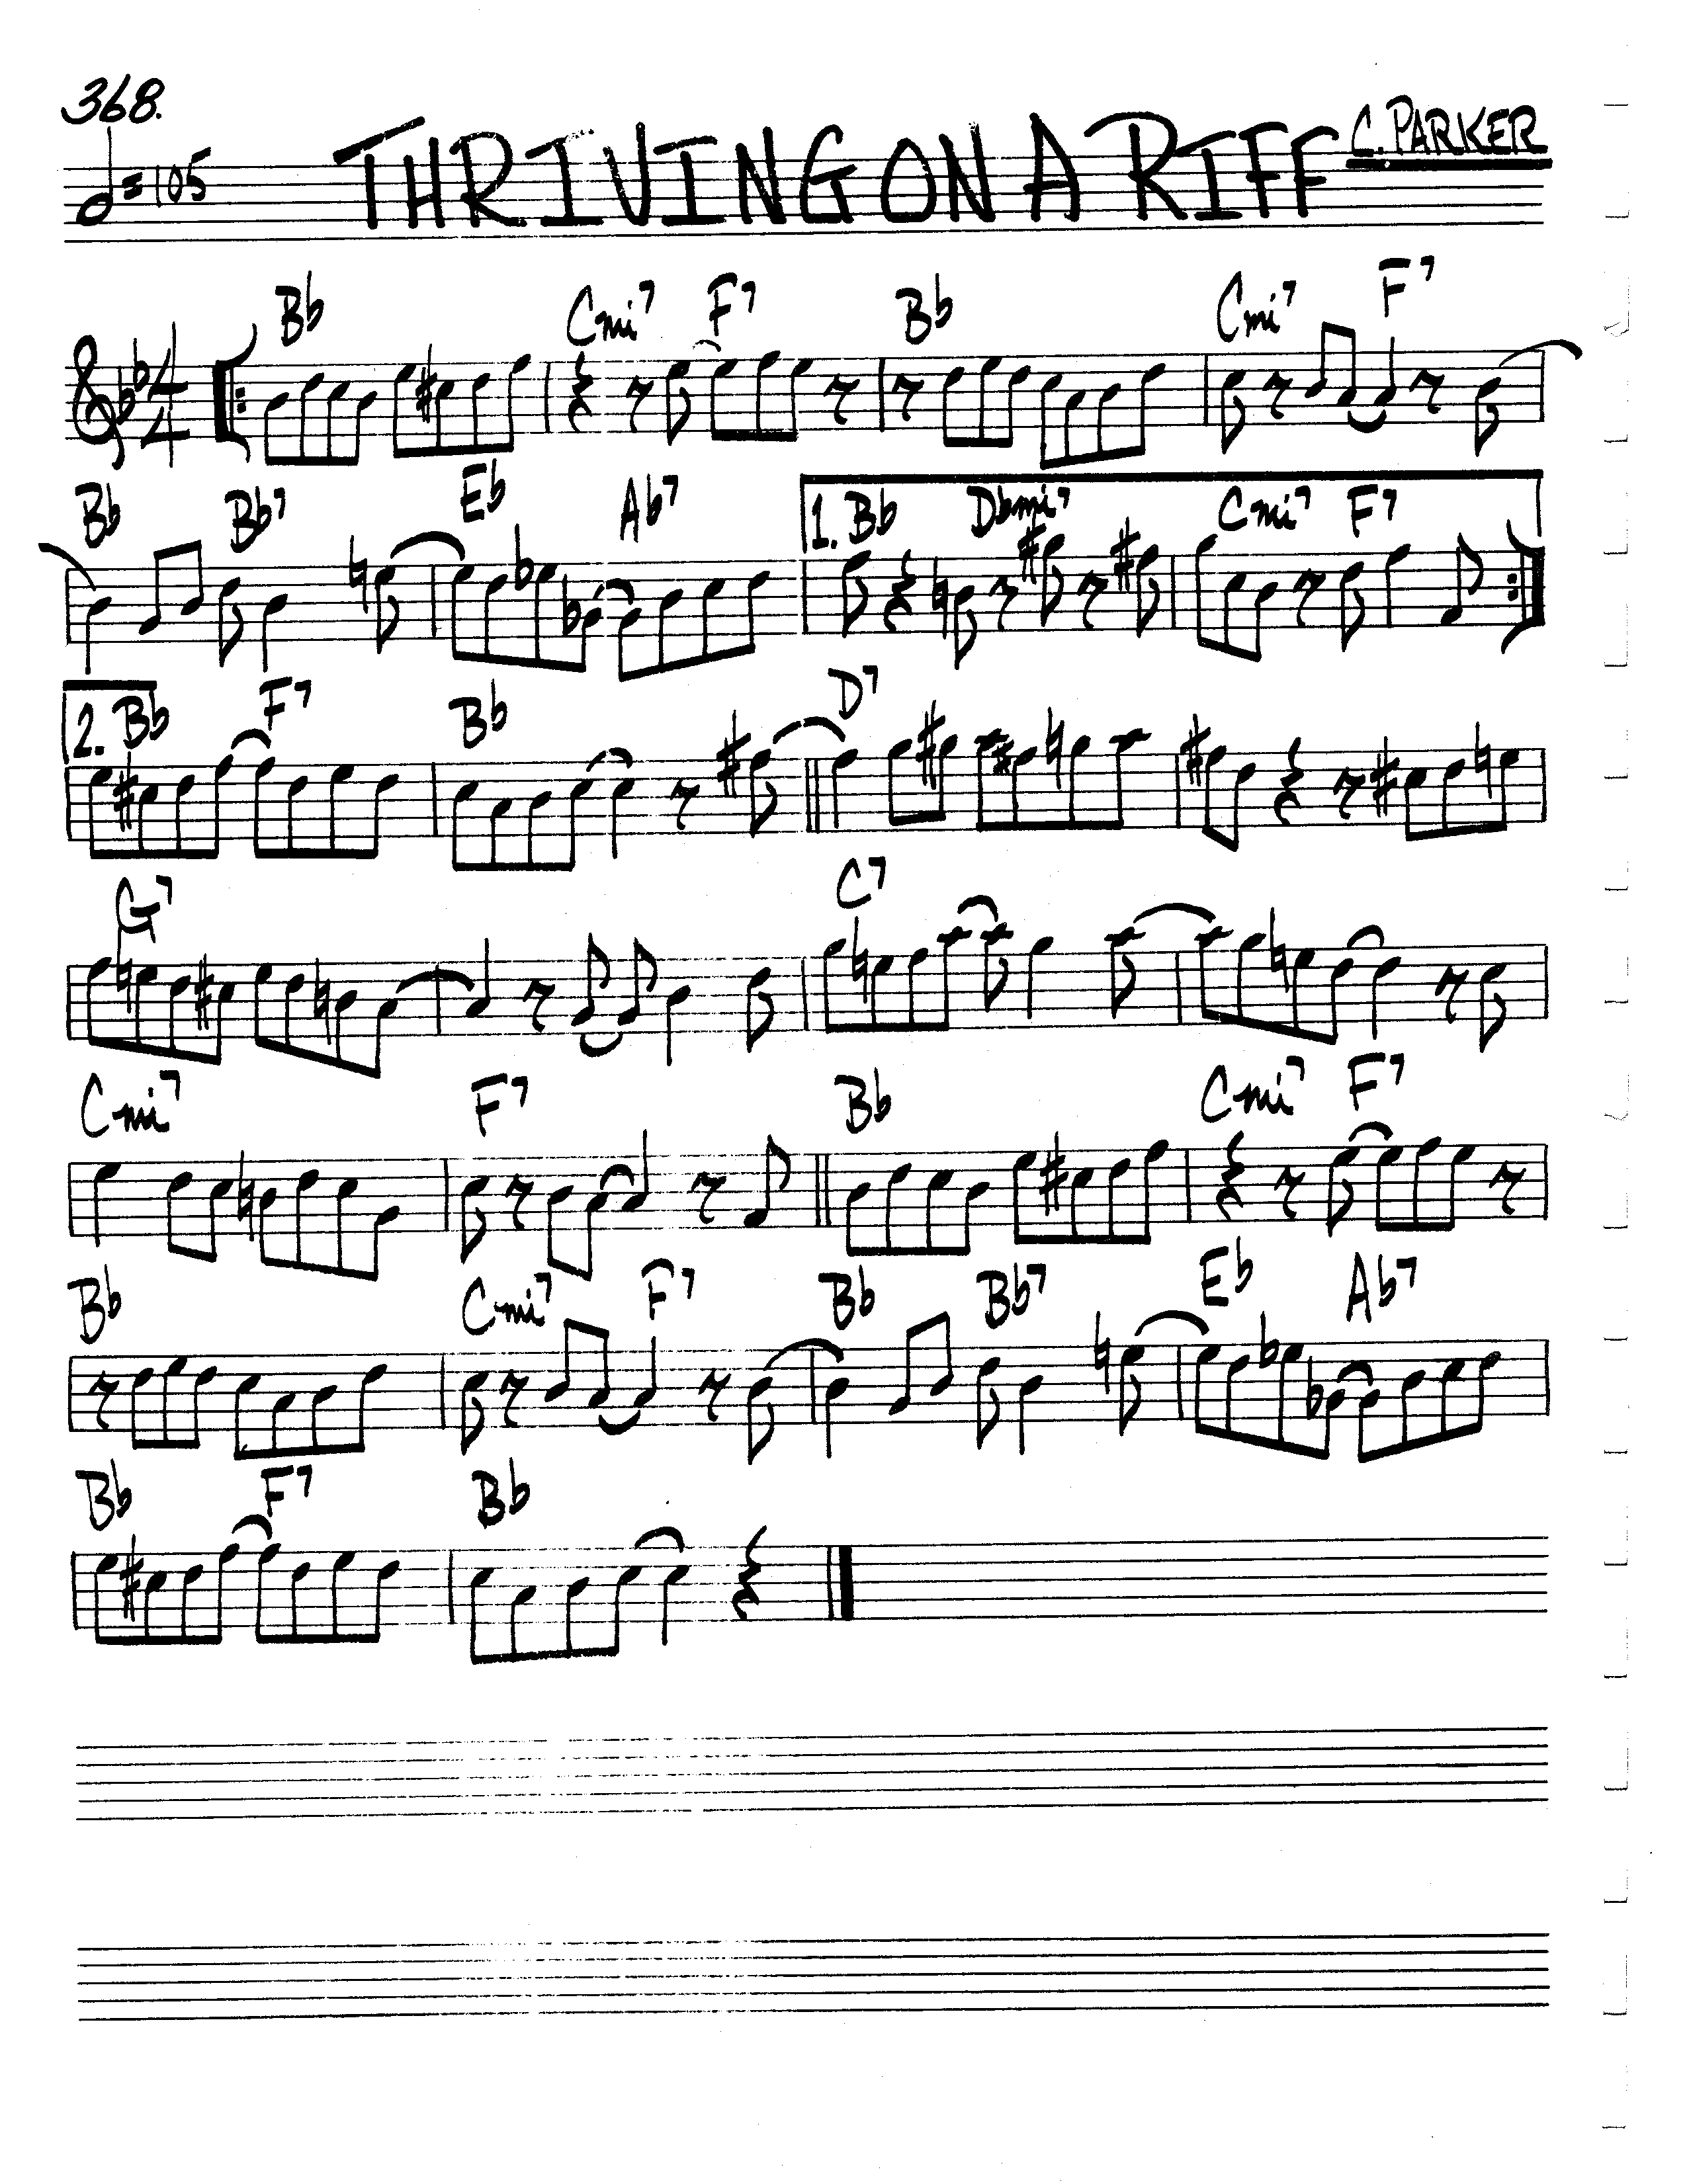 368.
𝅗𝅥=105 THRIVING ON A RIFF C. PARKER
Bb Cmi7 F7 Bb Cmi7 F7
4/4
Bb Bb7 Eb Ab7 1. Bb Dbmi7 Cmi7 F7
2. Bb F7 Bb D7
G7 C7
Cmi7 F7 Bb Cmi7 F7
Bb Cmi7 F7 Bb Bb7 Eb Ab7
Bb F7 Bb